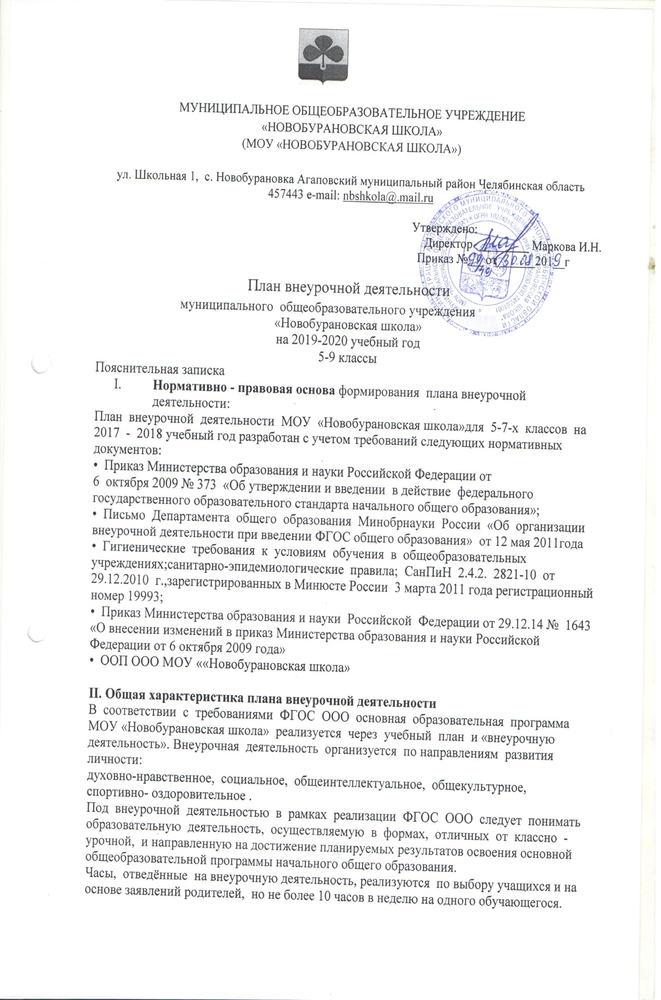 МУНИЦИПАЛЬНОЕ ОБЩЕОБРАЗОВАТЕЛЬНОЕ УЧРЕЖДЕНИЕ
«НОВОБУРАНОВСКАЯ ШКОЛА»
(МОУ «НОВОБУРАНОВСКАЯ ШКОЛА»)
ул. Школьная 1, с. Новобурановка Агаповский муниципальный район Челябинская область
457443 e-mail: nbshkola@.mail.ru
Утверждено:
Директор ________ Маркова И.Н.
Приказ №99/49 от 30.08 2019 г
План внеурочной деятельности
муниципального общеобразовательного учреждения
«Новобурановская школа»
на 2019-2020 учебный год
5-9 классы
Пояснительная записка
I. Нормативно - правовая основа формирования плана внеурочной
деятельности:
План внеурочной деятельности МОУ «Новобурановская школа»для 5-7-х классов на
2017 - 2018 учебный год разработан с учетом требований следующих нормативных
документов:
• Приказ Министерства образования и науки Российской Федерации от
6 октября 2009 № 373 «Об утверждении и введении в действие федерального
государственного образовательного стандарта начального общего образования»;
• Письмо Департамента общего образования Минобрнауки России «Об организации
внеурочной деятельности при введении ФГОС общего образования» от 12 мая 2011года
• Гигиенические требования к условиям обучения в общеобразовательных
учреждениях;санитарно-эпидемиологические правила; СанПиН 2.4.2. 2821-10 от
29.12.2010 г.,зарегистрированных в Минюсте России 3 марта 2011 года регистрационный
номер 19993;
• Приказ Министерства образования и науки Российской Федерации от 29.12.14 № 1643
«О внесении изменений в приказ Министерства образования и науки Российской
Федерации от 6 октября 2009 года»
• ООП ООО МОУ ««Новобурановская школа»
II. Общая характеристика плана внеурочной деятельности
В соответствии с требованиями ФГОС ООО основная образовательная программа
МОУ «Новобурановская школа» реализуется через учебный план и «внеурочную
деятельность». Внеурочная деятельность организуется по направлениям развития
личности:
духовно-нравственное, социальное, общеинтеллектуальное, общекультурное,
спортивно- оздоровительное .
Под внеурочной деятельностью в рамках реализации ФГОС ООО следует понимать
образовательную деятельность, осуществляемую в формах, отличных от классно -
урочной, и направленную на достижение планируемых результатов освоения основной
общеобразовательной программы начального общего образования.
Часы, отведённые на внеурочную деятельность, реализуются по выбору учащихся и на
основе заявлений родителей, но не более 10 часов в неделю на одного обучающегося.